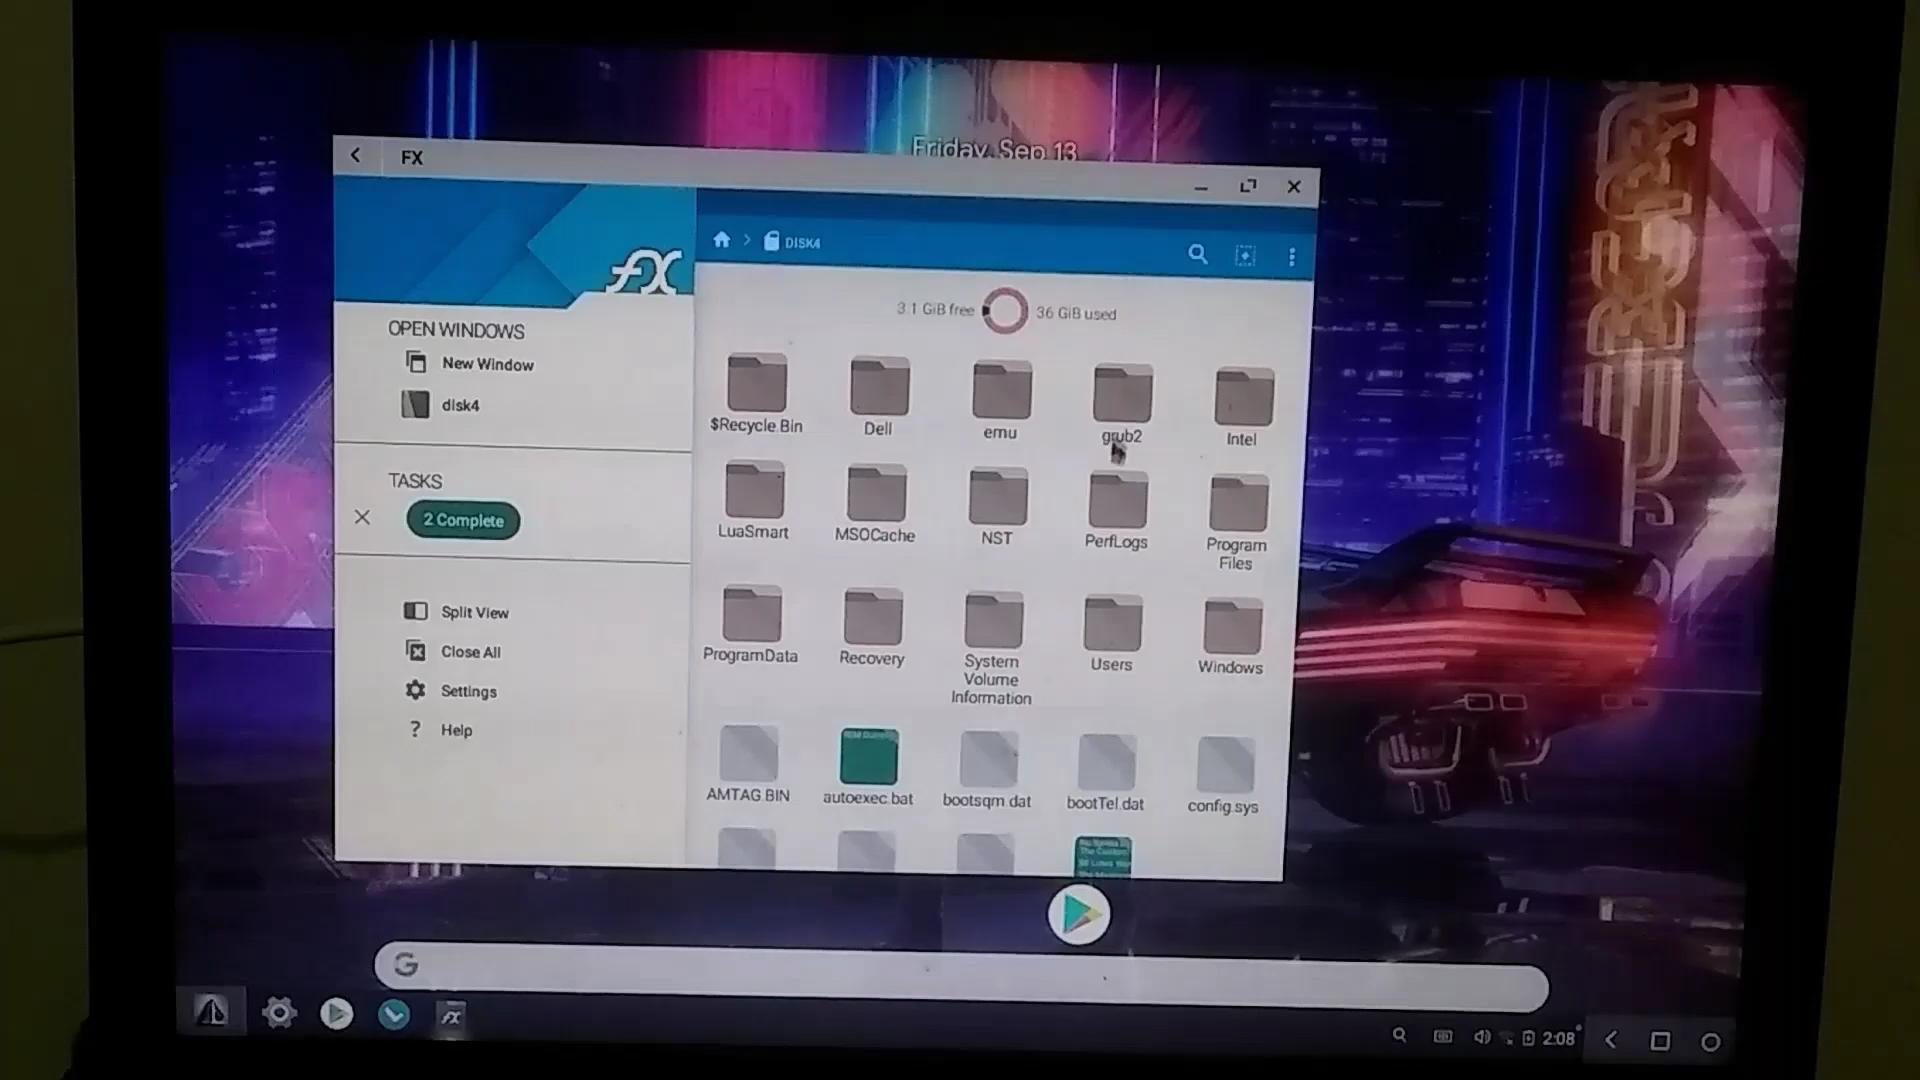 Friday, Sep 13
FX
DISK4
fx
3.1 GiB free
36 GiB used
OPEN WINDOWS
New Window
disk4
TASKS
2 Complete
Split View
Close All
Settings
Help
$Recycle.Bin
Dell
emu
grub2
Intel
LuaSmart
MSOCache
NST
PerfLogs
Program
Files
ProgramData
Recovery
System
Volume
Information
Users
Windows
AMTAG.BIN
autoexec.bat
bootsqm.dat
bootTel.dat
config.sys
G
2:08